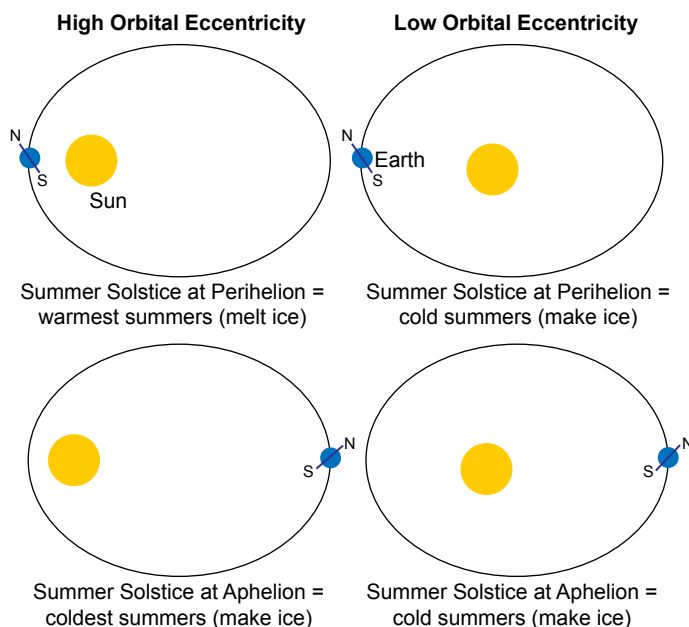 High Orbital Eccentricity
Low Orbital Eccentricity
N
S
Sun
N
S
Earth
Summer Solstice at Perihelion =
warmest summers (melt ice)
Summer Solstice at Perihelion =
cold summers (make ice)
N
S
N
S
Summer Solstice at Aphelion =
coldest summers (make ice)
Summer Solstice at Aphelion =
cold summers (make ice)